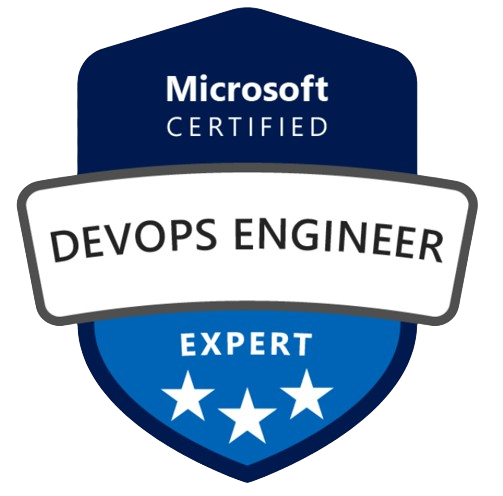 Microsoft
CERTIFIED
DEVOPS ENGINEER
EXPERT